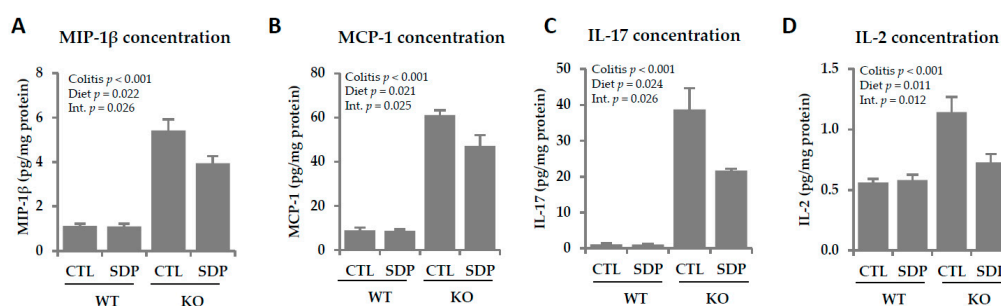 A
MIP-1β concentration
Colitis p < 0.001
Diet p = 0.022
Int. p = 0.026
MIP-1β (pg/mg protein)
8
6
4
2
0
CTL SDP CTL SDP
WT KO
B
MCP-1 concentration
Colitis p < 0.001
Diet p = 0.021
Int. p = 0.025
MCP-1 (pg/mg protein)
80
60
40
20
0
CTL SDP CTL SDP
WT KO
C
IL-17 concentration
Colitis p < 0.001
Diet p = 0.024
Int. p = 0.026
IL-17 (pg/mg protein)
50
40
30
20
10
0
CTL SDP CTL SDP
WT KO
D
IL-2 concentration
Colitis p < 0.001
Diet p = 0.011
Int. p = 0.012
IL-2 (pg/mg protein)
1.5
1.0
0.5
0.0
CTL SDP CTL SDP
WT KO